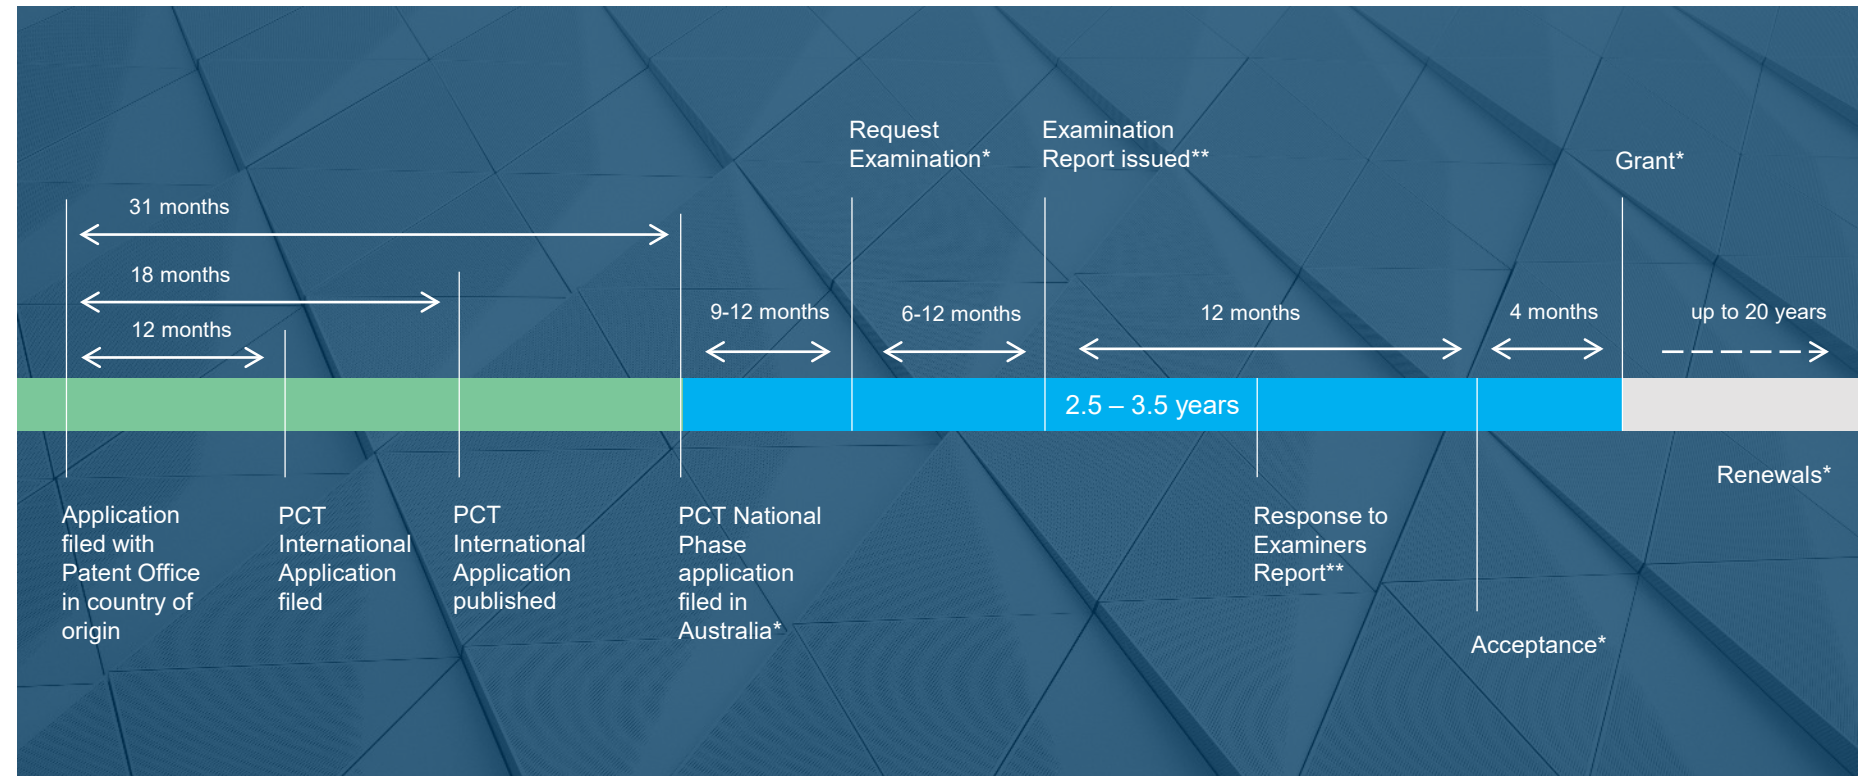 Request
Examination*
Examination
Report issued**
Grant*
31 months
18 months
12 months
9-12 months
6-12 months
12 months
4 months
up to 20 years
2.5 – 3.5 years
Application
filed with
Patent Office
in country of
origin
PCT
International
Application
filed
PCT
International
Application
published
PCT National
Phase
application
filed in
Australia*
Response to
Examiners
Report**
Acceptance*
Renewals*